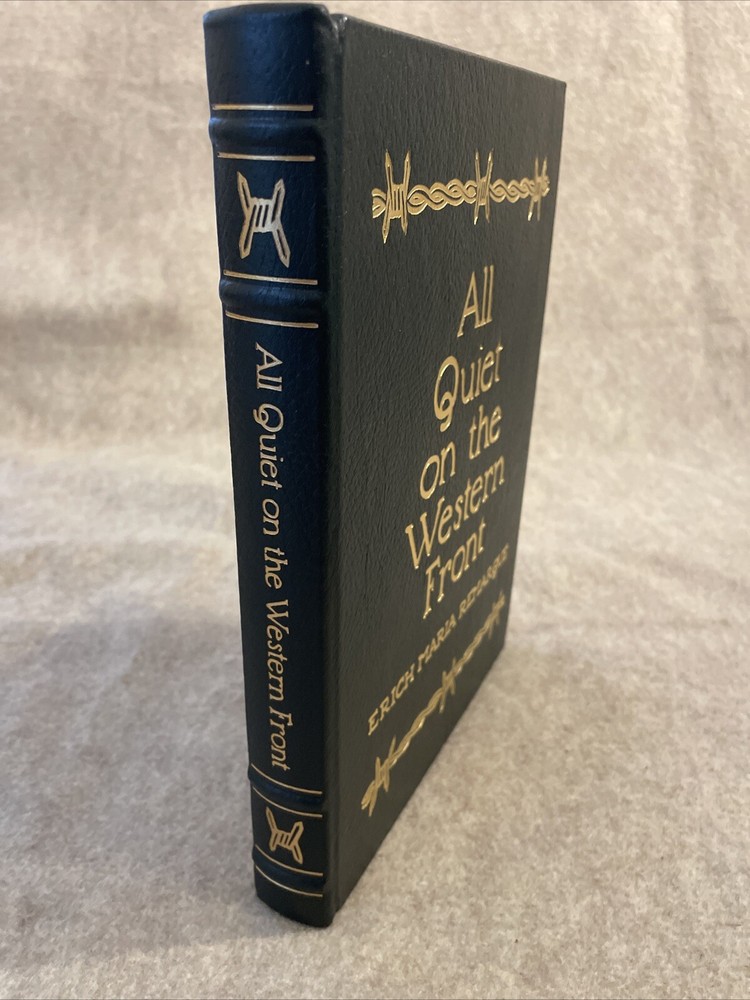 All Quiet on the Western Front
All
Quiet
on the
Western
Front
ERICH MARIA REMARQUE